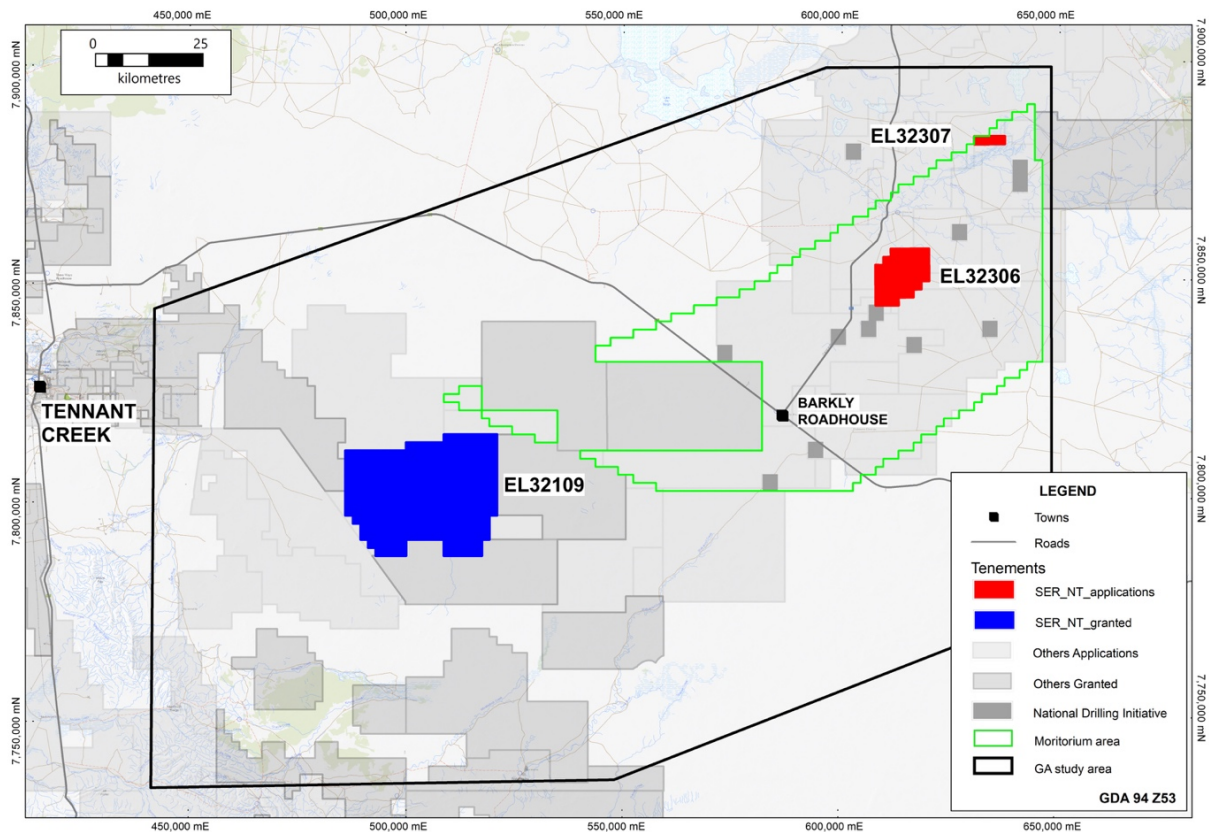 450,000 mE
500,000 mE
550,000 mE
600,000 mE
650,000 mE
0
25
kilometres
7,900,000 mN
7,900,000 mN
EL32307
7,850,000 mN
EL32306
7,850,000 mN
TENNANT
CREEK
BARKLY
ROADHOUSE
EL32109
7,800,000 mN
7,800,000 mN
LEGEND
Towns
Roads
Tenements
SER_NT_applications
SER_NT_granted
Others Applications
Others Granted
National Drilling Initiative
Moritorium area
GA study area
GDA 94 Z53
7,750,000 mN
7,750,000 mN
450,000 mE
500,000 mE
550,000 mE
600,000 mE
650,000 mE